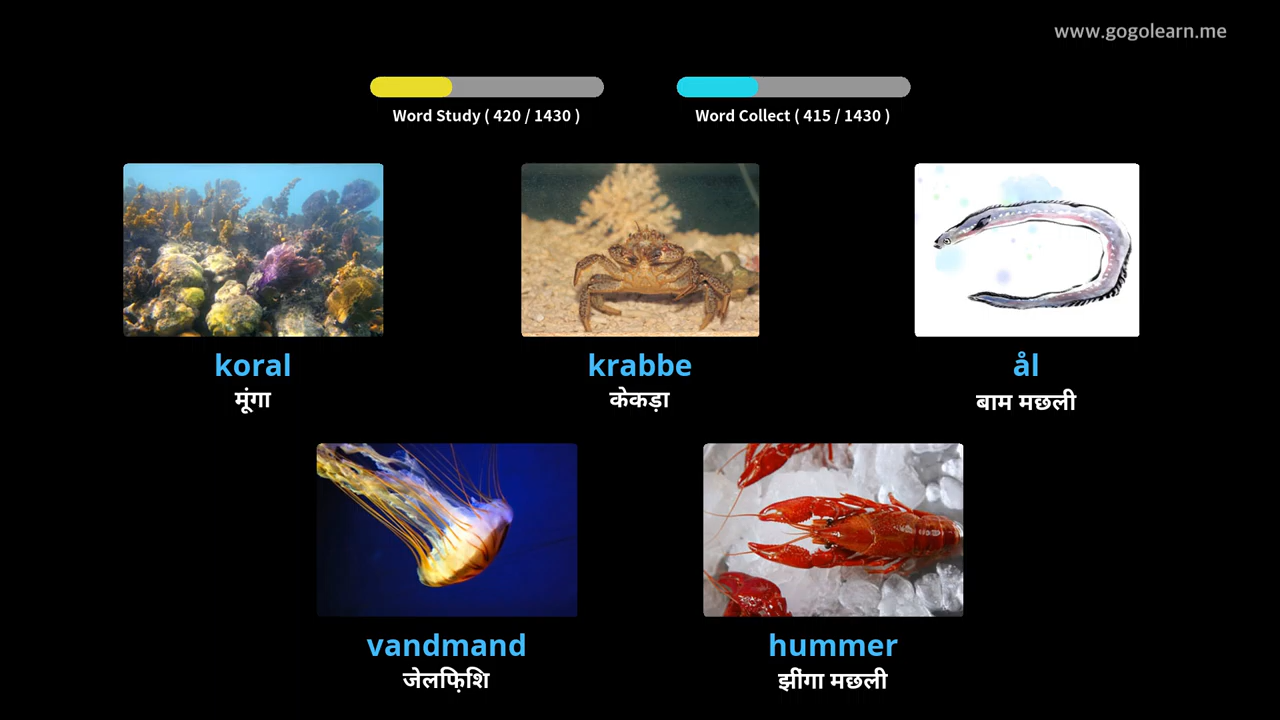 www.gogolearn.me
Word Study ( 420 / 1430 )
Word Collect ( 415 / 1430 )
koral
मूंगा
krabbe
केकड़ा
ål
बाम मछली
vandmand
जेलफ़िशि
hummer
झींगा मछली